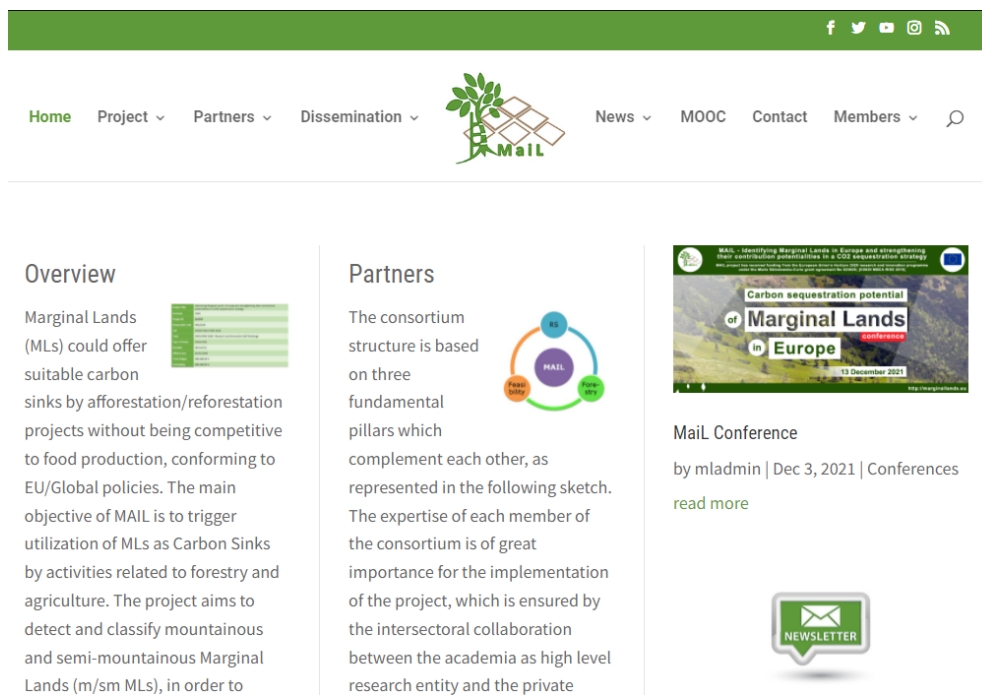 Home
Project
Partners
Dissemination
MaiL
News
MOOC
Contact
Members
Overview
Marginal Lands
(MLs) could offer
suitable carbon
sinks by afforestation/reforestation
projects without being competitive
to food production, conforming to
EU/Global policies. The main
objective of MAIL is to trigger
utilization of MLs as Carbon Sinks
by activities related to forestry and
agriculture. The project aims to
detect and classify mountainous
and semi-mountainous Marginal
Lands (m/sm MLs), in order to
Partners
The consortium
structure is based
on three
fundamental
pillars which
complement each other, as
represented in the following sketch.
The expertise of each member of
the consortium is of great
importance for the implementation
of the project, which is ensured by
the intersectoral collaboration
between the academia as high level
research entity and the private
RS
MAIL
Feasi
bility
Fore-
stry
MAIL - Identifying Marginal Lands in Europe and strengthening
their contribution potentialities in a CO2 sequestration strategy
Carbon sequestration potential
of Marginal Lands
conference
in Europe
13 December 2021
http://marginallands.eu
MaiL Conference
by mladmin | Dec 3, 2021 | Conferences
read more
NEWSLETTER